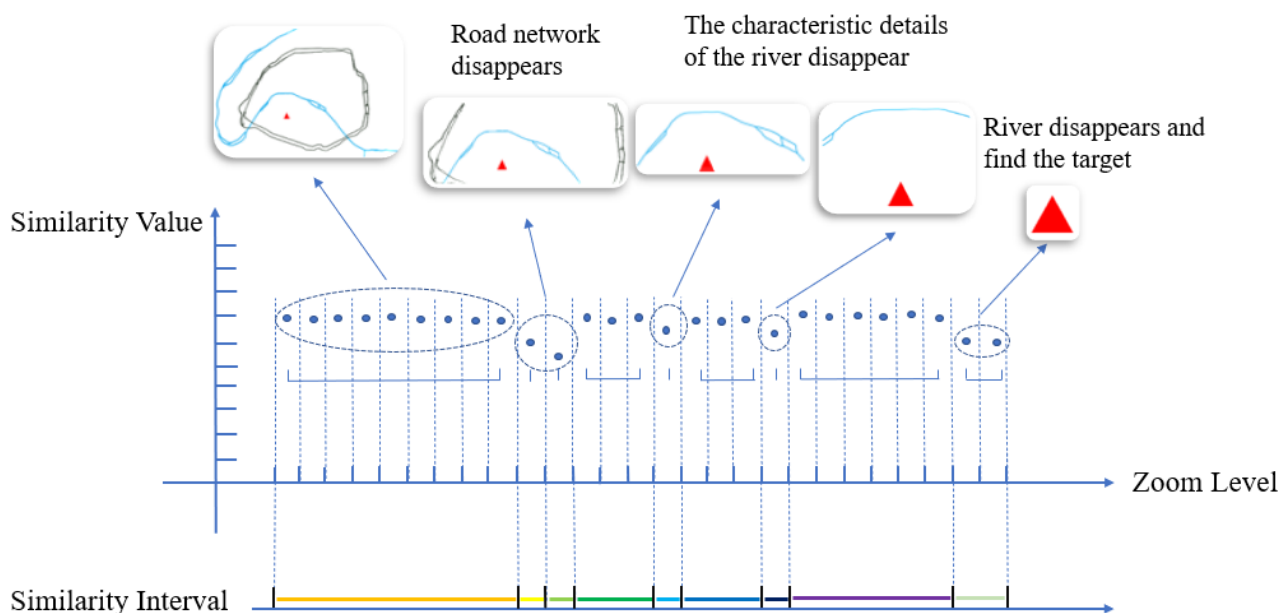 Road network
disappears
The characteristic details
of the river disappear
River disappears and
find the target
Similarity Value
Zoom Level
Similarity Interval